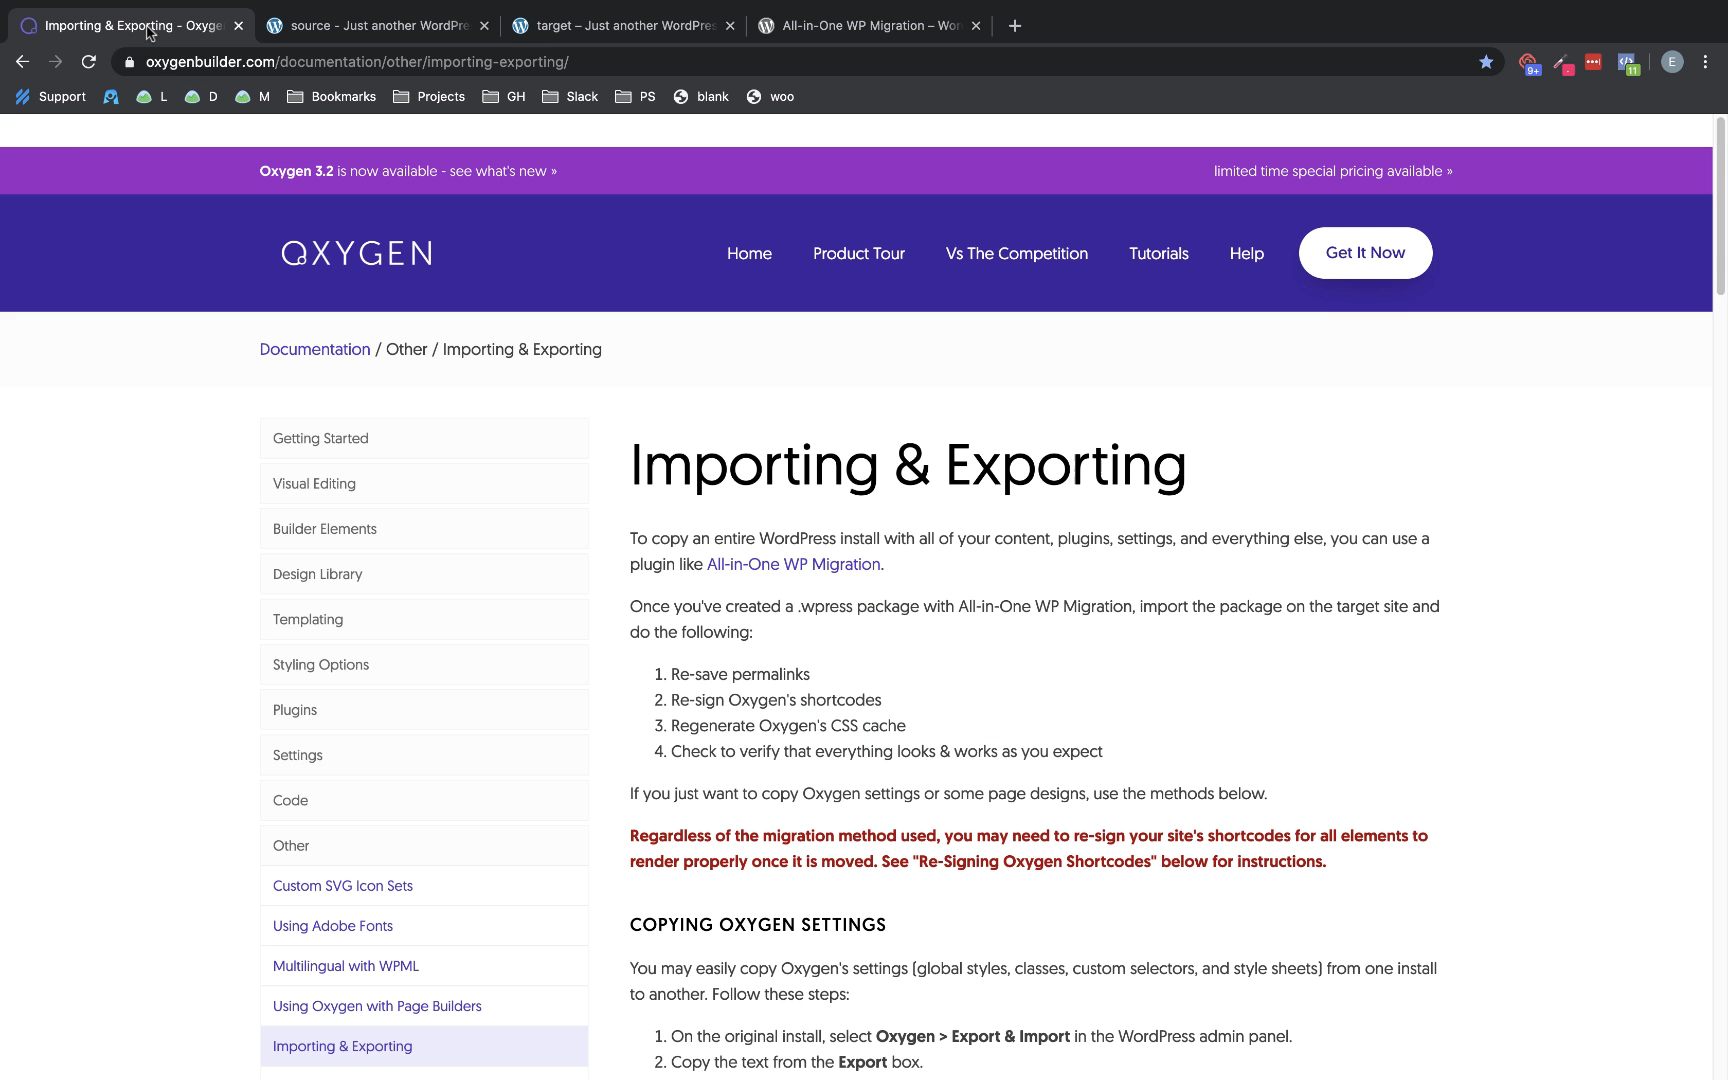 Importing & Exporting - Oxyge
source - Just another WordPre
target – Just another WordPres
All-in-One WP Migration – Wor
oxygenbuilder.com/documentation/other/importing-exporting/
9+
11
E
Support
L
D
M
Bookmarks
Projects
GH
Slack
PS
blank
woo
Oxygen 3.2 is now available - see what's new »
limited time special pricing available »
OXYGEN
Home
Product Tour
Vs The Competition
Tutorials
Help
Get It Now
Documentation / Other / Importing & Exporting
Getting Started
Visual Editing
Builder Elements
Design Library
Templating
Styling Options
Plugins
Settings
Code
Other
Custom SVG Icon Sets
Using Adobe Fonts
Multilingual with WPML
Using Oxygen with Page Builders
Importing & Exporting
Importing & Exporting
To copy an entire WordPress install with all of your content, plugins, settings, and everything else, you can use a
plugin like All-in-One WP Migration.
Once you've created a .wpress package with All-in-One WP Migration, import the package on the target site and
do the following:
1. Re-save permalinks
2. Re-sign Oxygen's shortcodes
3. Regenerate Oxygen's CSS cache
4. Check to verify that everything looks & works as you expect
If you just want to copy Oxygen settings or some page designs, use the methods below.
Regardless of the migration method used, you may need to re-sign your site's shortcodes for all elements to
render properly once it is moved. See "Re-Signing Oxygen Shortcodes" below for instructions.
COPYING OXYGEN SETTINGS
You may easily copy Oxygen's settings (global styles, classes, custom selectors, and style sheets) from one install
to another. Follow these steps:
1. On the original install, select Oxygen > Export & Import in the WordPress admin panel.
2. Copy the text from the Export box.